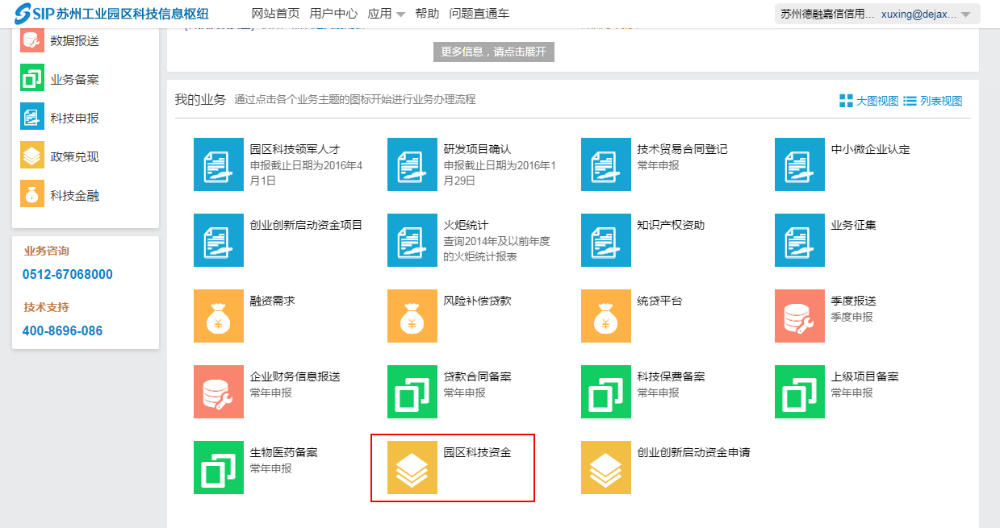 SIP苏州工业园区科技信息枢纽
网站首页 用户中心 应用 帮助 问题直通车
苏州德融嘉信信用... xuxing@dejax...
数据报送
业务备案
科技申报
政策兑现
科技金融
业务咨询
0512-67068000
技术支持
400-8696-086
更多信息，请点击展开
我的业务 通过点击各个业务主题的图标开始进行业务办理流程
大图视图 列表视图
园区科技领军人才
申报截止日期为2016年4
月1日
研发项目确认
申报截止日期为2016年1
月29日
技术贸易合同登记
常年申报
中小微企业认定
创业创新启动资金项目
火炬统计
查询2014年及以前年度
的火炬统计报表
知识产权资助
业务征集
融资需求
风险补偿贷款
统贷平台
季度报送
季度申报
企业财务信息报送
常年申报
贷款合同备案
常年申报
科技保费备案
常年申报
上级项目备案
常年申报
生物医药备案
常年申报
园区科技资金
创业创新启动资金申请